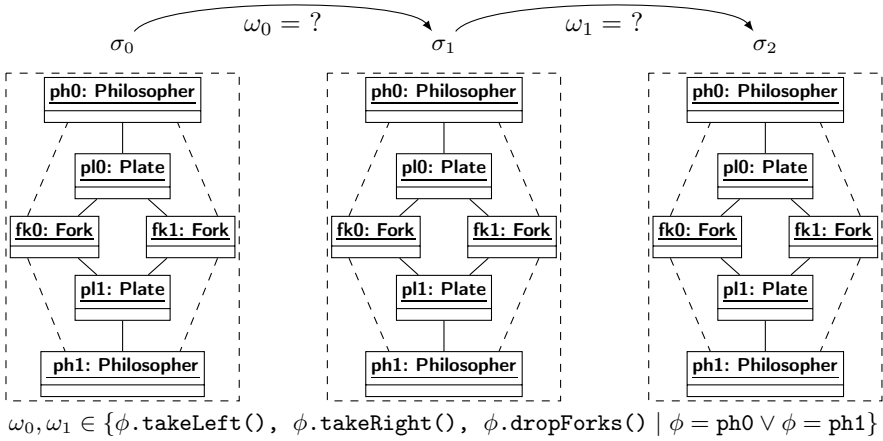 ω₀ = ? ω₁ = ?
σ₀ σ₁ σ₂
ph0: Philosopher ph0: Philosopher ph0: Philosopher
pl0: Plate pl0: Plate pl0: Plate
fk0: Fork fk1: Fork fk0: Fork fk1: Fork fk0: Fork fk1: Fork
pl1: Plate pl1: Plate pl1: Plate
ph1: Philosopher ph1: Philosopher ph1: Philosopher
ω₀, ω₁ ∈ {ϕ.takeLeft(), ϕ.takeRight(), ϕ.dropForks() | ϕ = ph0 ∨ ϕ = ph1}